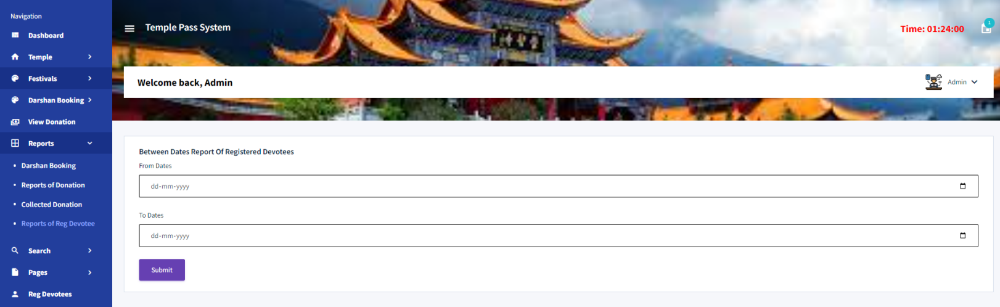 Navigation
Dashboard
Temple
Festivals
Darshan Booking
View Donation
Reports
Darshan Booking
Reports of Donation
Collected Donation
Reports of Reg Devotee
Search
Pages
Reg Devotees
Temple Pass System
Time: 01:24:00
1
Welcome back, Admin
Admin
Between Dates Report Of Registered Devotees
From Dates
dd-mm-yyyy
To Dates
dd-mm-yyyy
Submit